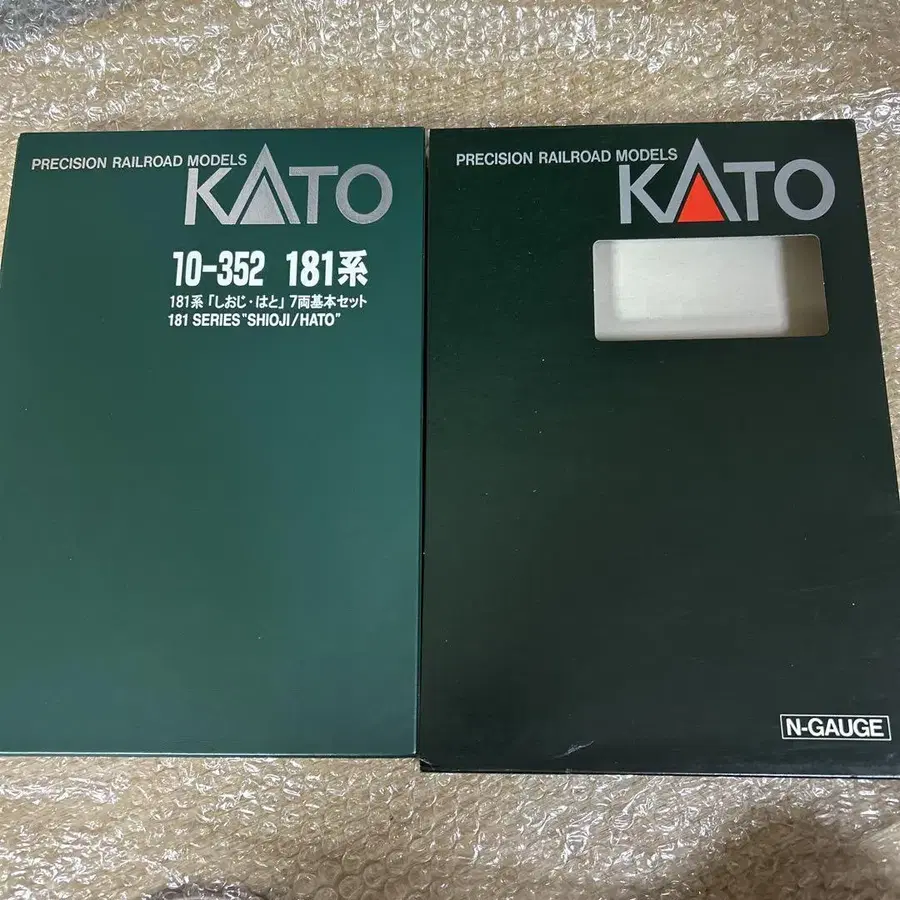 PRECISION RAILROAD MODELS
KATO
10-352 181系
181系「しおじ・はと」7両基本セット
181 SERIES "SHIOJI/HATO"
PRECISION RAILROAD MODELS
KATO
N-GAUGE